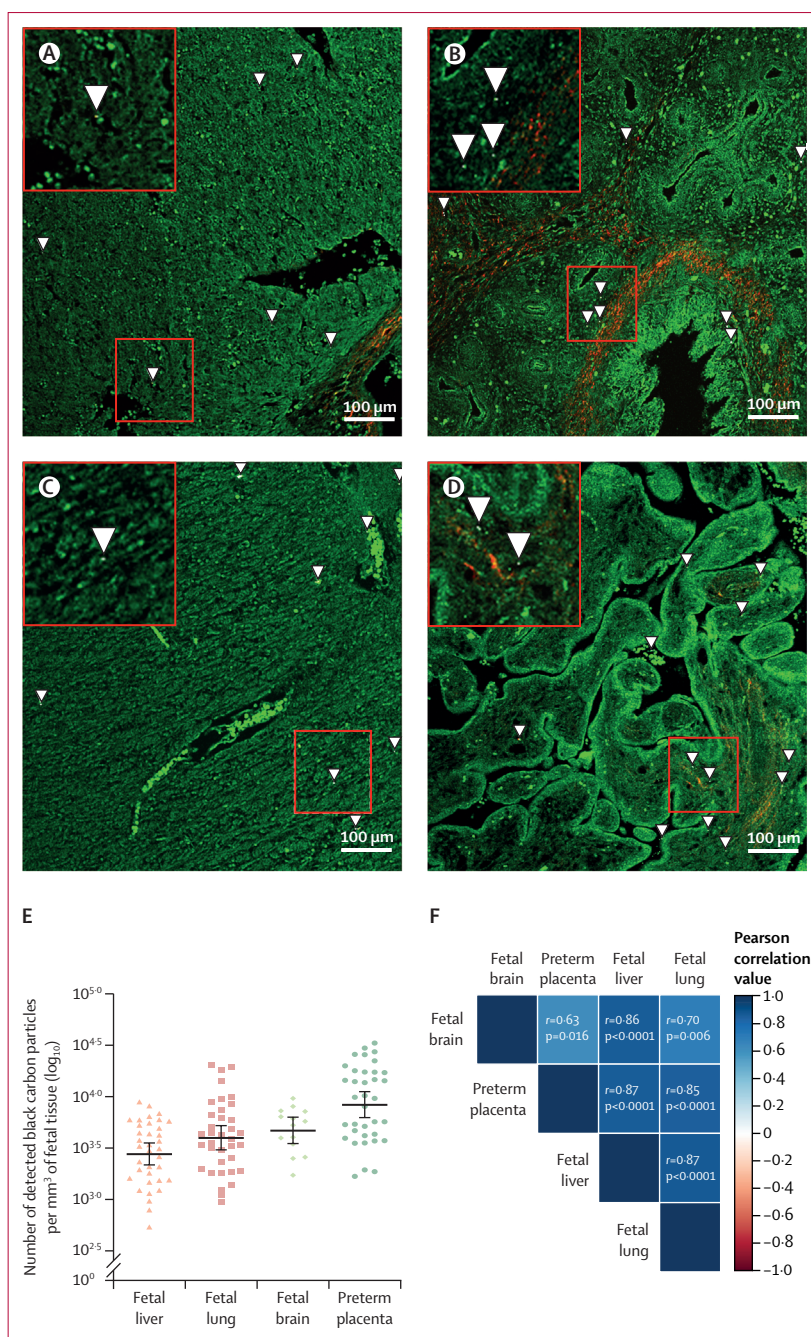 A
B
100 µm
100 µm
C
D
100 µm
100 µm
E
Number of detected black carbon particles
per mm³ of fetal tissue (log₁₀)
10⁵·⁰
10⁴·⁵
10⁴·⁰
10³·⁵
10³·⁰
10²·⁵
10⁰
Fetal
liver
Fetal
lung
Fetal
brain
Preterm
placenta
F
Pearson
correlation
value
Fetal
brain
Preterm
placenta
Fetal
liver
Fetal
lung
Fetal
brain
r=0·63
p=0·016
r=0·86
p<0·0001
r=0·70
p=0·006
Preterm
placenta
r=0·87
p<0·0001
r=0·85
p<0·0001
Fetal
liver
r=0·87
p<0·0001
Fetal
lung
1·0
0·8
0·6
0·4
0·2
0
−0·2
−0·4
−0·6
−0·8
−1·0